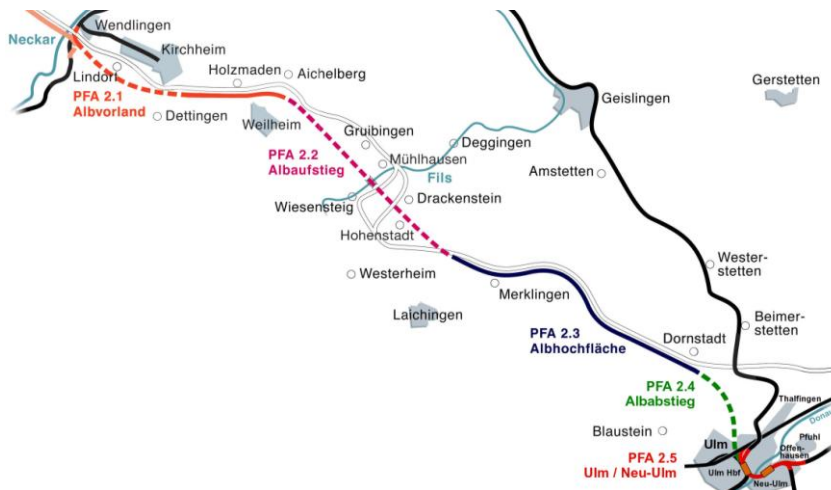 Wendlingen
Neckar
Kirchheim
Lindorf
Holzmaden
Aichelberg
PFA 2.1
Albvorland
Dettingen
Weilheim
Geislingen
Gerstetten
Gruibingen
PFA 2.2
Albaufstieg
Mühlhausen
Deggingen
Fils
Amstetten
Wiesensteig
Drackenstein
Hohenstadt
Westerheim
Wester-
stetten
Merklingen
Laichingen
Beimer-
stetten
PFA 2.3
Albhochfläche
Dornstadt
PFA 2.4
Albabstieg
Thalfingen
Donau
Blaustein
Ulm
Pfuhl
Offen-
hausen
PFA 2.5
Ulm / Neu-Ulm
Ulm Hbf
Neu-Ulm